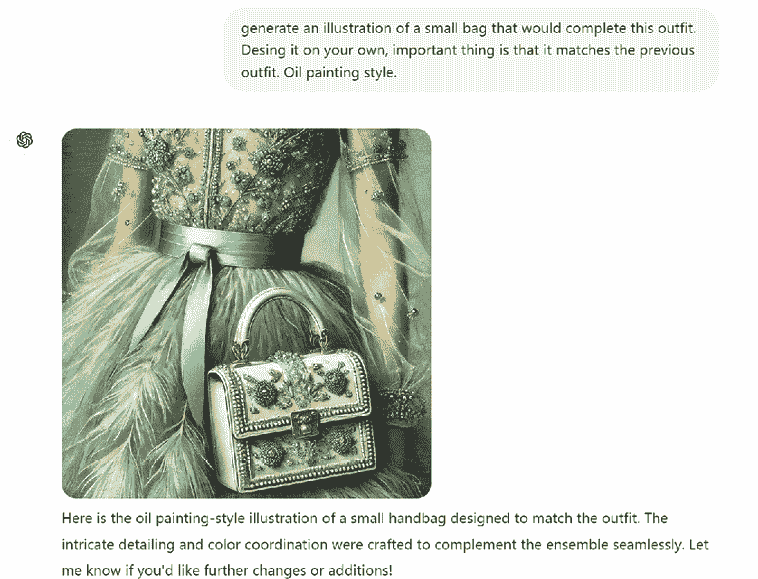 generate an illustration of a small bag that would complete this outfit.
Desing it on your own, important thing is that it matches the previous
outfit. Oil painting style.
Here is the oil painting-style illustration of a small handbag designed to match the outfit. The
intricate detailing and color coordination were crafted to complement the ensemble seamlessly. Let
me know if you'd like further changes or additions!